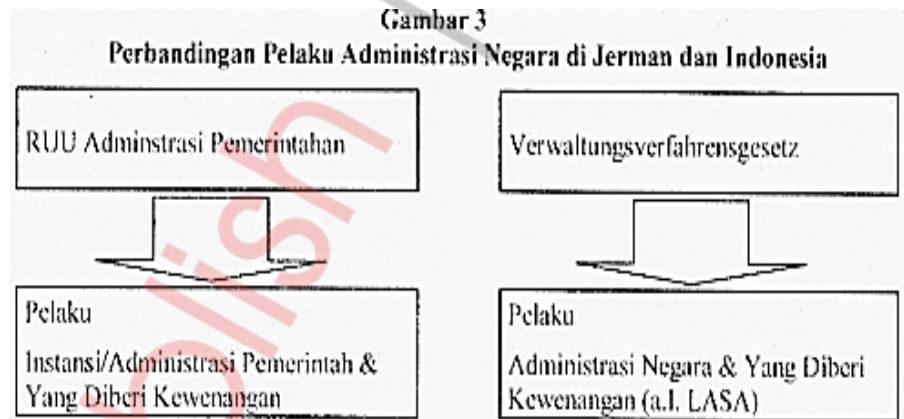 Gambar 3
Perbandingan Pelaku Administrasi Negara di Jerman dan Indonesia
RUU Adminstrasi Pemerintahan
Verwaltungsverfahrensgesetz
Pelaku
Instansi/Administrasi Pemerintah &
Yang Diberi Kewenangan
Pelaku
Administrasi Negara & Yang Diberi
Kewenangan (a.l. LASA)